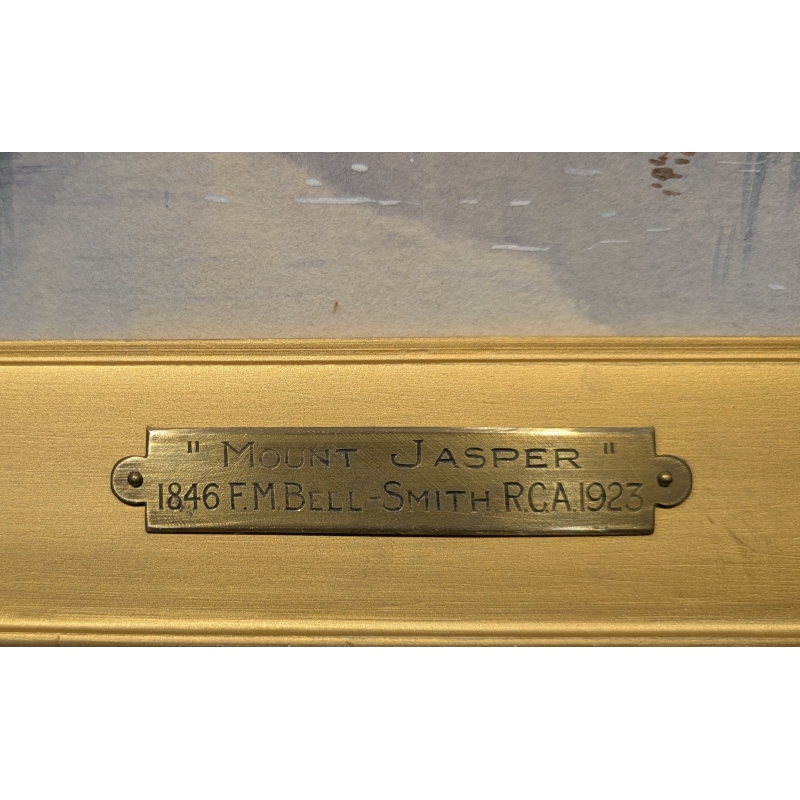 " MOUNT JASPER "
1846 F.M.BELL-SMITH R.C.A.1923